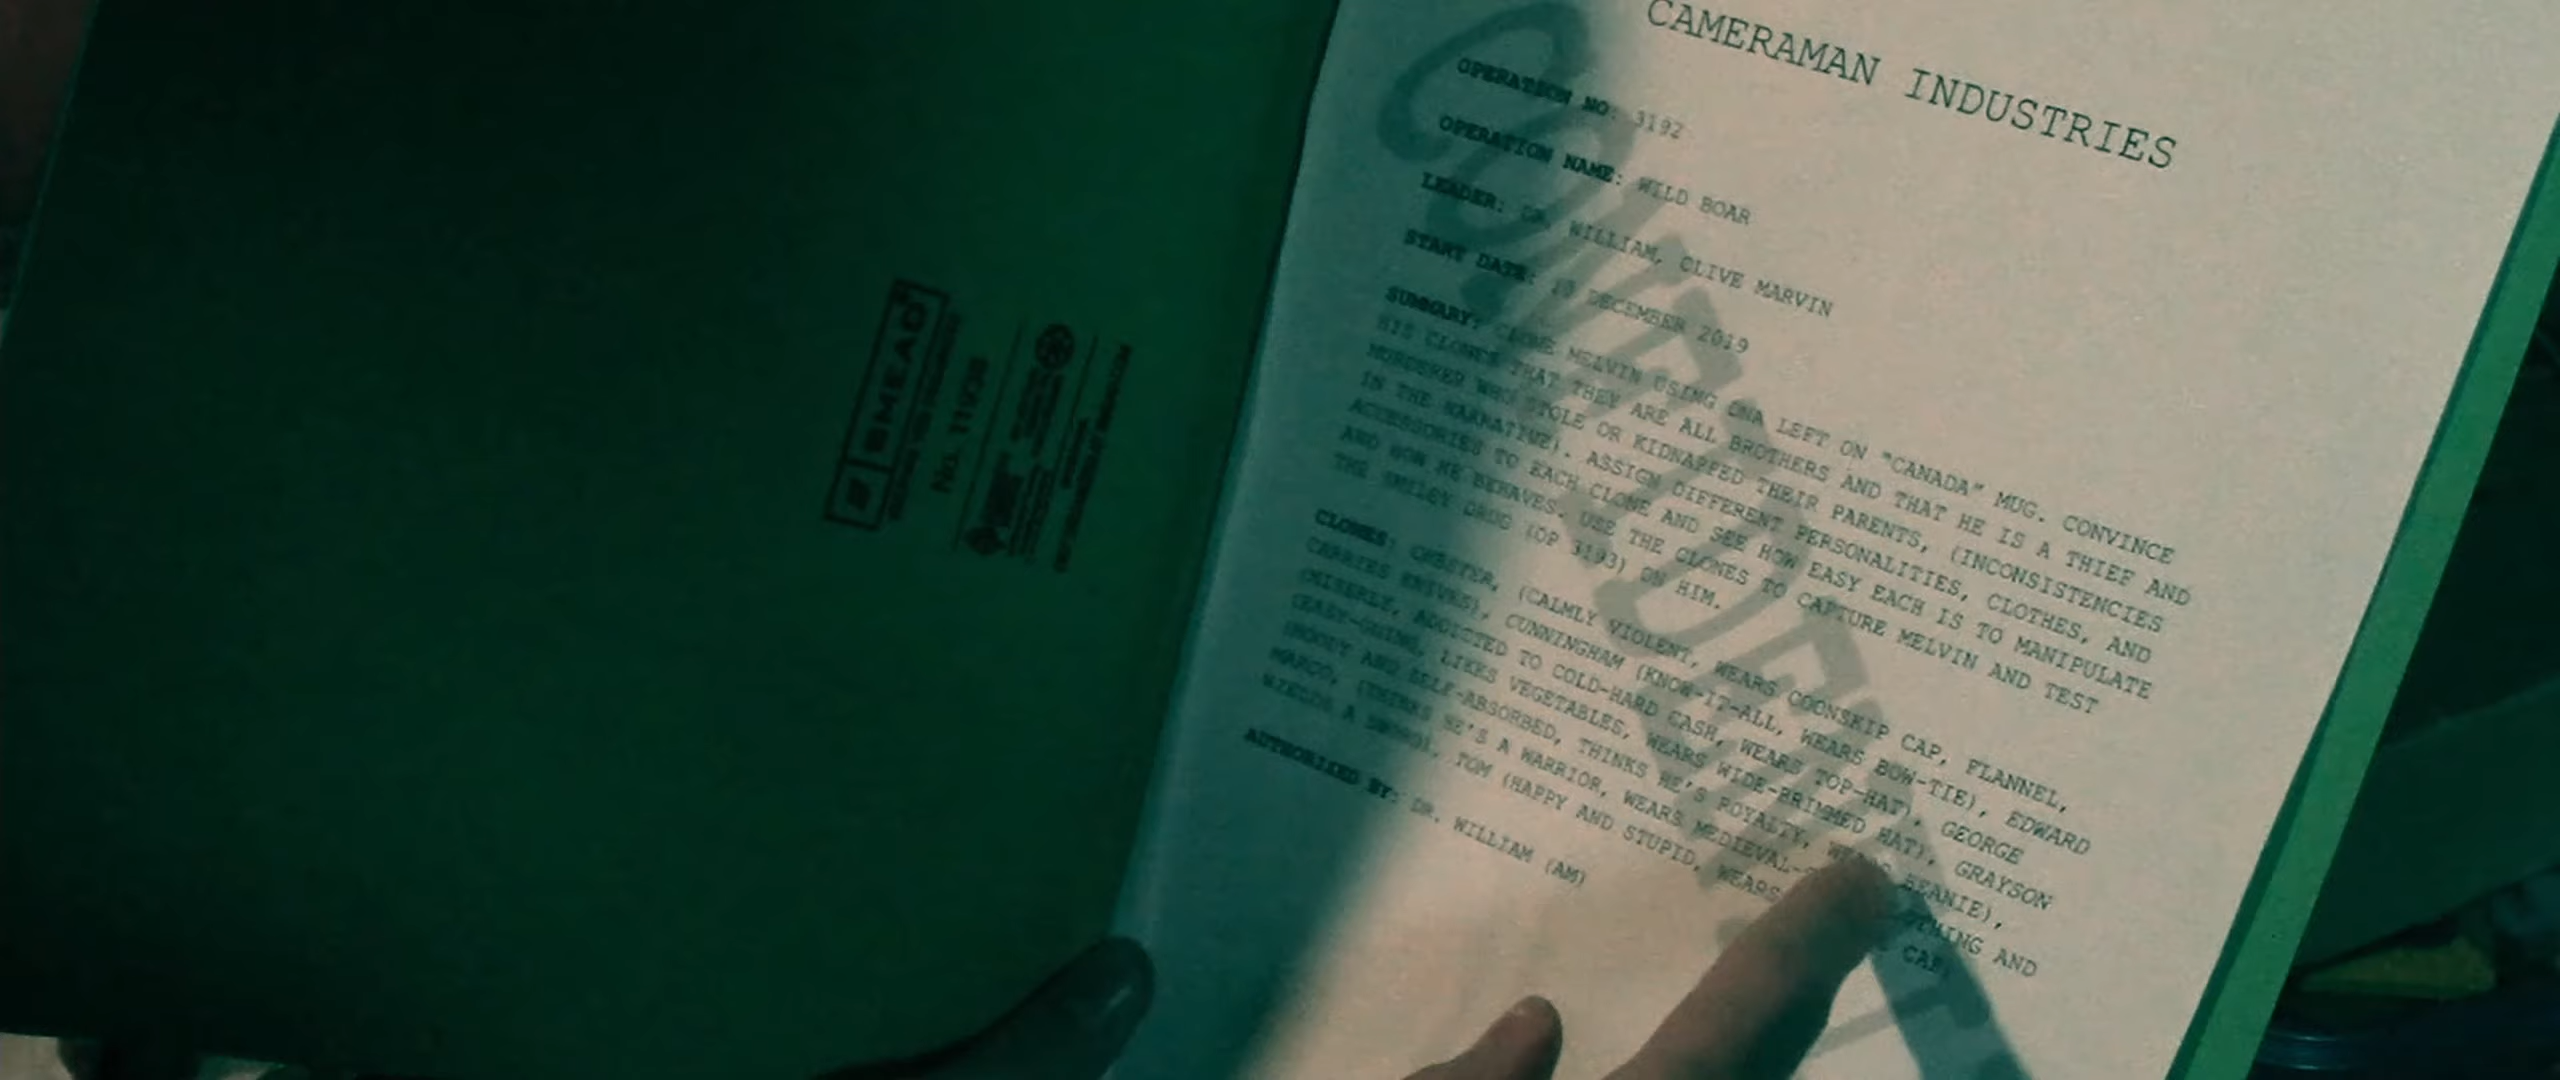 CAMERAMAN INDUSTRIES
OPERATION NO: 3192
OPERATION NAME: WILD BOAR
LEADER: DR. WILLIAM, CLIVE MARVIN
START DATE: 10 DECEMBER 2019
SUMMARY: CLONE MELVIN USING DNA LEFT ON "CANADA" MUG. CONVINCE
HIS CLONES THAT THEY ARE ALL BROTHERS AND THAT HE IS A THIEF AND
MURDERER WHO STOLE OR KIDNAPPED THEIR PARENTS, (INCONSISTENCIES
IN THE NARRATIVE). ASSIGN DIFFERENT PERSONALITIES, CLOTHES, AND
ACCESSORIES TO EACH CLONE AND SEE HOW EASY EACH IS TO MANIPULATE
AND HOW HE BEHAVES. USE THE CLONES TO CAPTURE MELVIN AND TEST
THE SMILEY DRUG (OP 3193) ON HIM.
CLONES: CHESTER, (CALMLY VIOLENT, WEARS COONSKIP CAP, FLANNEL,
CARRIES KNIVES), CUNNINGHAM (KNOW-IT-ALL, WEARS BOW-TIE), EDWARD
(MISERLY, ADDICTED TO COLD-HARD CASH, WEARS TOP-HAT), GEORGE
(EASY-GOING, LIKES VEGETABLES, WEARS WIDE-BRIMMED HAT), GRAYSON
(MOODY AND SELF-ABSORBED, THINKS HE'S ROYALTY, BEANIE),
MARCO, (THINKS HE'S A WARRIOR, WEARS MEDIEVAL- AND
WIELDS A SWORD), TOM (HAPPY AND STUPID, WEARS CAP)
AUTHORISED BY: DR. WILLIAM (AM)
CONFIDENTIAL
SMEAD
No. 11938